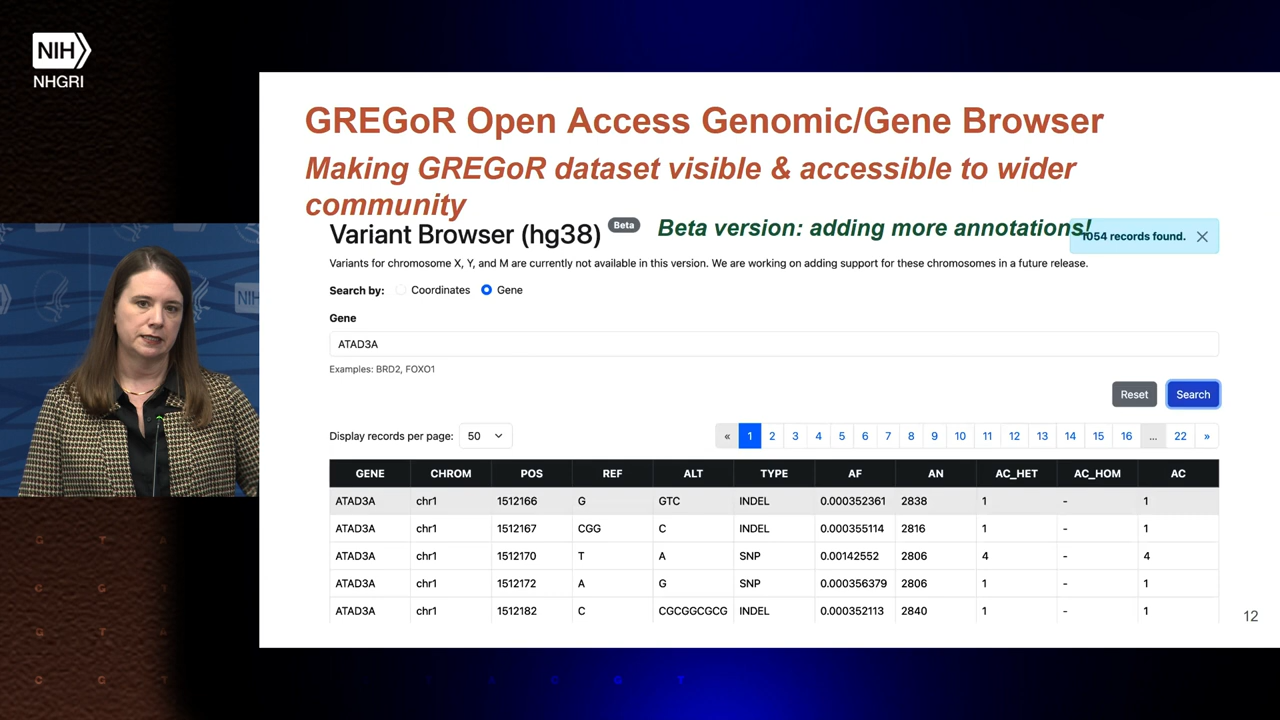 NIH
NHGRI
GREGoR Open Access Genomic/Gene Browser
Making GREGoR dataset visible & accessible to wider
community
Variant Browser (hg38) Beta Beta version: adding more annotations!
1054 records found.
Variants for chromosome X, Y, and M are currently not available in this version. We are working on adding support for these chromosomes in a future release.
Search by: Coordinates Gene
Gene
ATAD3A
Examples: BRD2, FOXO1
Reset Search
Display records per page: 50 « 1 2 3 4 5 6 7 8 9 10 11 12 13 14 15 16 ... 22 »
GENE CHROM POS REF ALT TYPE AF AN AC_HET AC_HOM AC
ATAD3A chr1 1512166 G GTC INDEL 0.000352361 2838 1 - 1
ATAD3A chr1 1512167 CGG C INDEL 0.000355114 2816 1 - 1
ATAD3A chr1 1512170 T A SNP 0.00142552 2806 4 - 4
ATAD3A chr1 1512172 A G SNP 0.000356379 2806 1 - 1
ATAD3A chr1 1512182 C CGCGGCGCG INDEL 0.000352113 2840 1 - 1
12
NIH